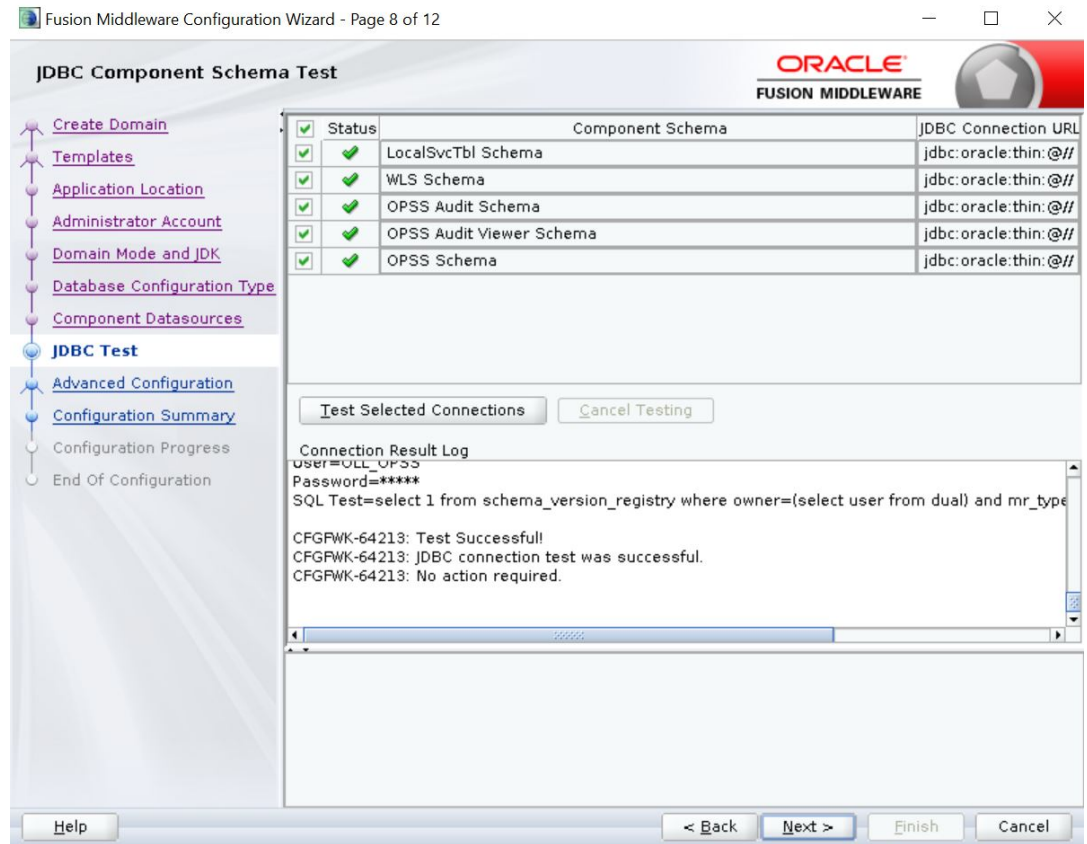 Fusion Middleware Configuration Wizard - Page 8 of 12
JDBC Component Schema Test
ORACLE
FUSION MIDDLEWARE
Create Domain
Templates
Application Location
Administrator Account
Domain Mode and JDK
Database Configuration Type
Component Datasources
JDBC Test
Advanced Configuration
Configuration Summary
Configuration Progress
End Of Configuration
Status Component Schema JDBC Connection URL
LocalSvcTbl Schema jdbc:oracle:thin:@//
WLS Schema jdbc:oracle:thin:@//
OPSS Audit Schema jdbc:oracle:thin:@//
OPSS Audit Viewer Schema jdbc:oracle:thin:@//
OPSS Schema jdbc:oracle:thin:@//
Test Selected Connections Cancel Testing
Connection Result Log
User=OLL_OPSS
Password=*****
SQL Test=select 1 from schema_version_registry where owner=(select user from dual) and mr_type
CFGFWK-64213: Test Successful!
CFGFWK-64213: JDBC connection test was successful.
CFGFWK-64213: No action required.
Help < Back Next > Finish Cancel